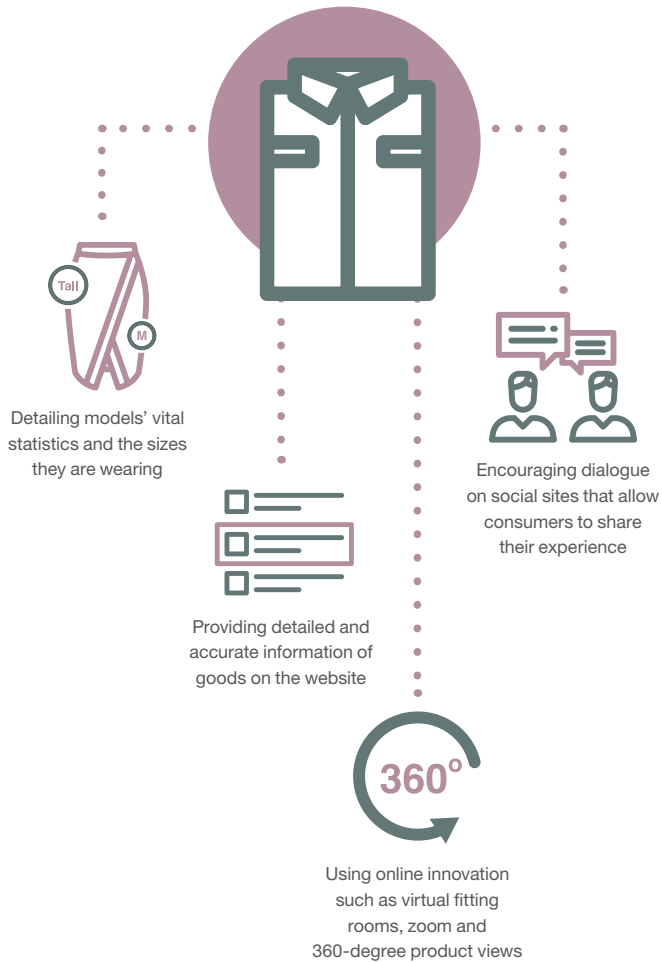 Tall
M
Detailing models’ vital
statistics and the sizes
they are wearing
Encouraging dialogue
on social sites that allow
consumers to share
their experience
Providing detailed and
accurate information of
goods on the website
360°
Using online innovation
such as virtual fitting
rooms, zoom and
360-degree product views